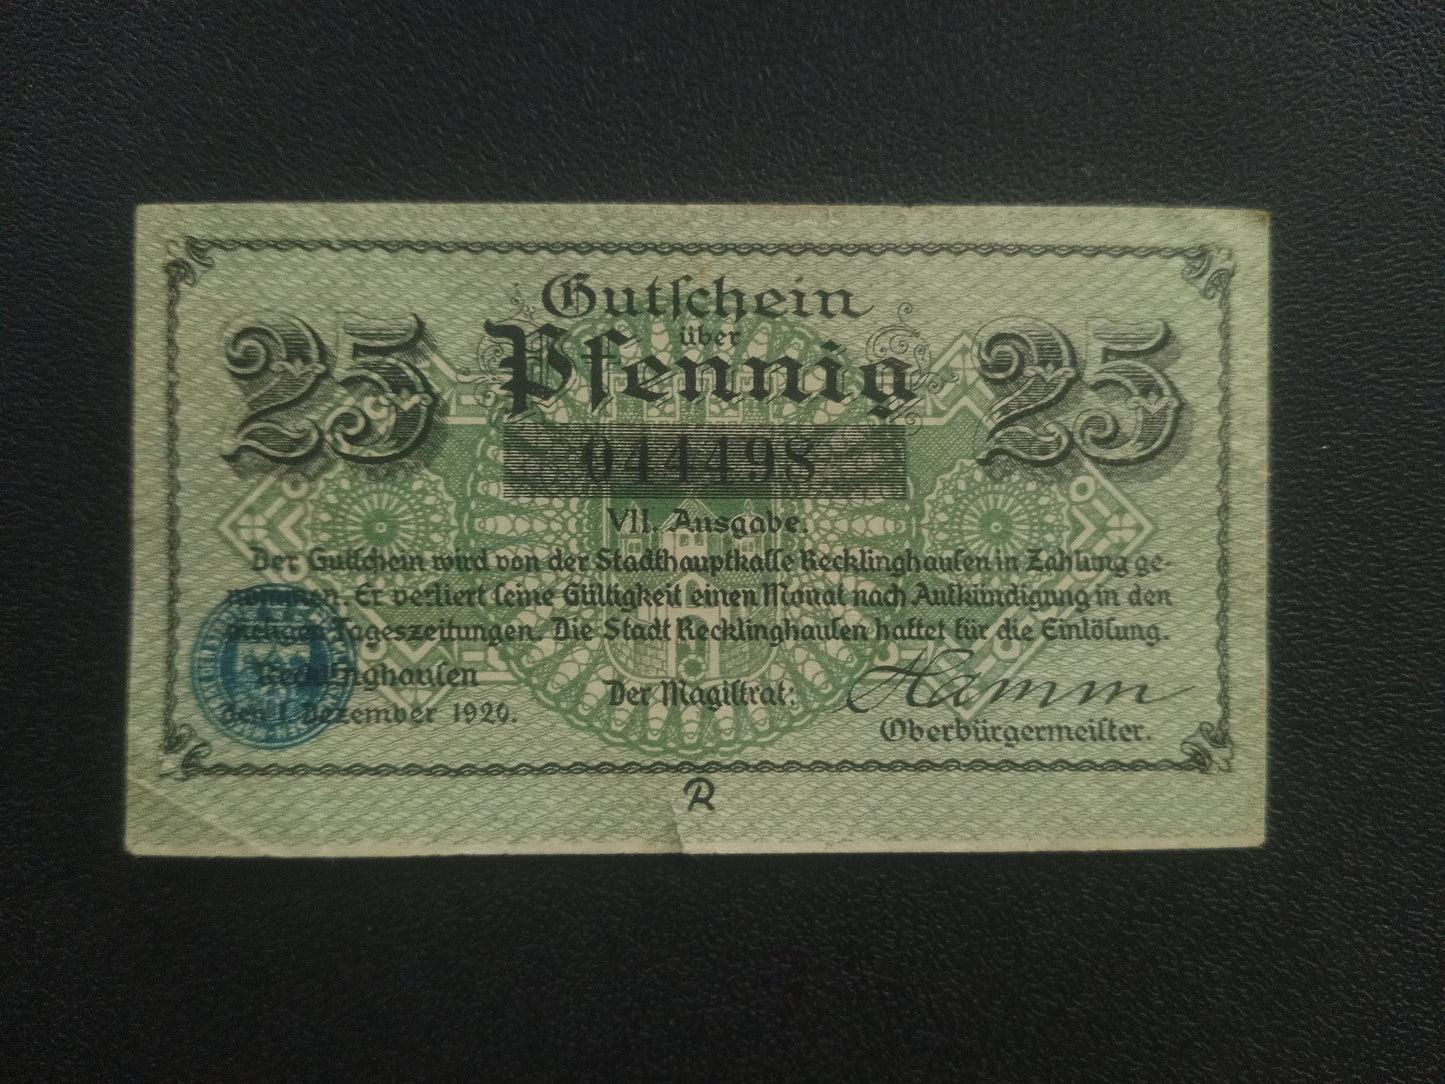 Gutschein
über
25 Pfennig 25
044498
VII. Ausgabe.
Der Gutschein wird von der Stadthauptkasse Recklinghausen in Zahlung ge-
nommen. Er verliert seine Gültigkeit einen Monat nach Aufkündigung in den
hiesigen Tageszeitungen. Die Stadt Recklinghausen haftet für die Einlösung.
Recklinghausen
den 1. Dezember 1920.
Der Magistrat:
Hamm
Oberbürgermeister.
R